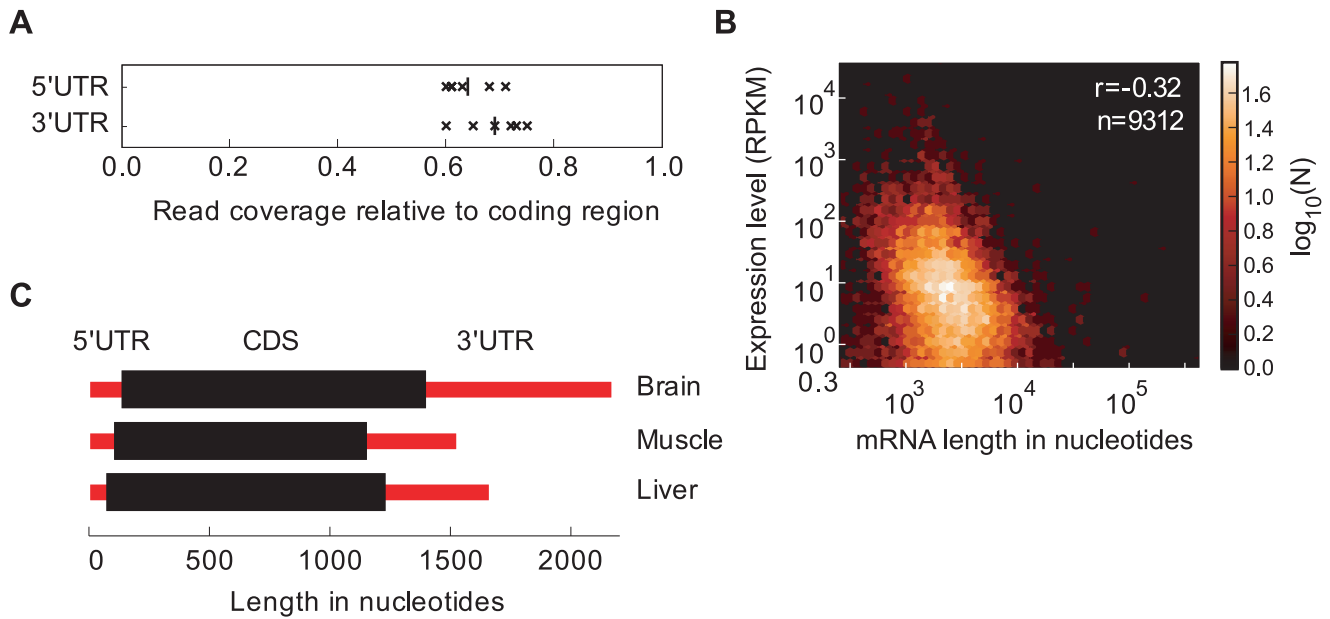 A
5'UTR
3'UTR
0.0 0.2 0.4 0.6 0.8 1.0
Read coverage relative to coding region
B
Expression level (RPKM)
10^4
10^3
10^2
10^1
10^0
0.3
r=-0.32
n=9312
10^3 10^4 10^5
mRNA length in nucleotides
1.6
1.4
1.2
1.0
0.8
0.6
0.4
0.2
0.0
log_10(N)
C
5'UTR CDS 3'UTR
Brain
Muscle
Liver
0 500 1000 1500 2000
Length in nucleotides